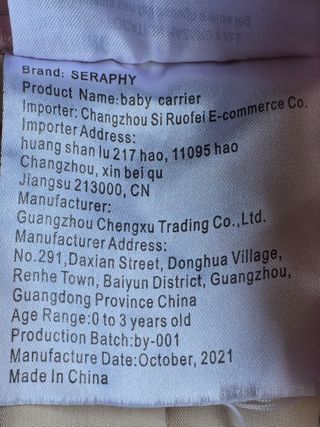 Brand: SERAPHY
Product Name:baby carrier
Importer: Changzhou Si Ruofei E-commerce Co.
Importer Address:
huang shan lu 217 hao, 11095 hao
Changzhou, xin bei qu
Jiangsu 213000, CN
Manufacturer:
Guangzhou Chengxu Trading Co.,Ltd.
Manufacturer Address:
No.291,Daxian Street, Donghua Village,
Renhe Town, Baiyun District, Guangzhou,
Guangdong Province China
Age Range:0 to 3 years old
Production Batch:by-001
Manufacture Date:October, 2021
Made In China